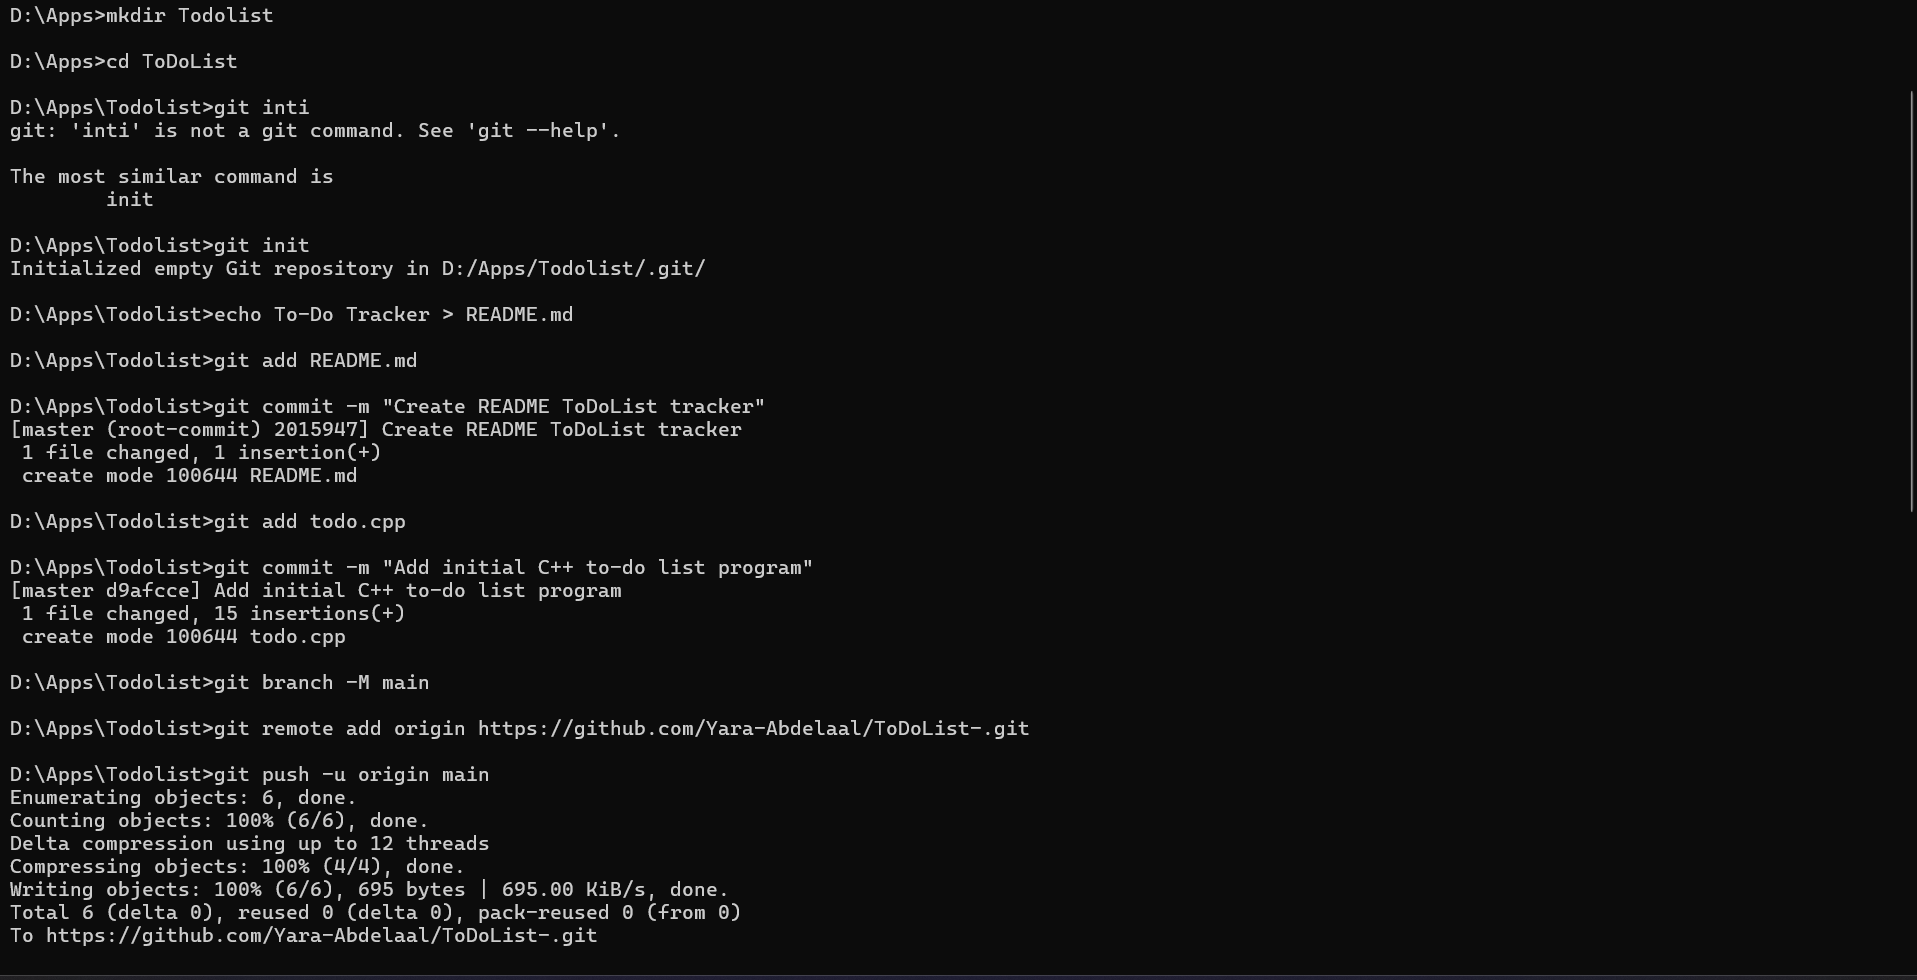 D:\Apps>mkdir Todolist
D:\Apps>cd ToDoList
D:\Apps\Todolist>git inti
git: 'inti' is not a git command. See 'git --help'.
The most similar command is
        init
D:\Apps\Todolist>git init
Initialized empty Git repository in D:/Apps/Todolist/.git/
D:\Apps\Todolist>echo To-Do Tracker > README.md
D:\Apps\Todolist>git add README.md
D:\Apps\Todolist>git commit -m "Create README ToDoList tracker"
[master (root-commit) 2015947] Create README ToDoList tracker
 1 file changed, 1 insertion(+)
 create mode 100644 README.md
D:\Apps\Todolist>git add todo.cpp
D:\Apps\Todolist>git commit -m "Add initial C++ to-do list program"
[master d9afcce] Add initial C++ to-do list program
 1 file changed, 15 insertions(+)
 create mode 100644 todo.cpp
D:\Apps\Todolist>git branch -M main
D:\Apps\Todolist>git remote add origin https://github.com/Yara-Abdelaal/ToDoList-.git
D:\Apps\Todolist>git push -u origin main
Enumerating objects: 6, done.
Counting objects: 100% (6/6), done.
Delta compression using up to 12 threads
Compressing objects: 100% (4/4), done.
Writing objects: 100% (6/6), 695 bytes | 695.00 KiB/s, done.
Total 6 (delta 0), reused 0 (delta 0), pack-reused 0 (from 0)
To https://github.com/Yara-Abdelaal/ToDoList-.git